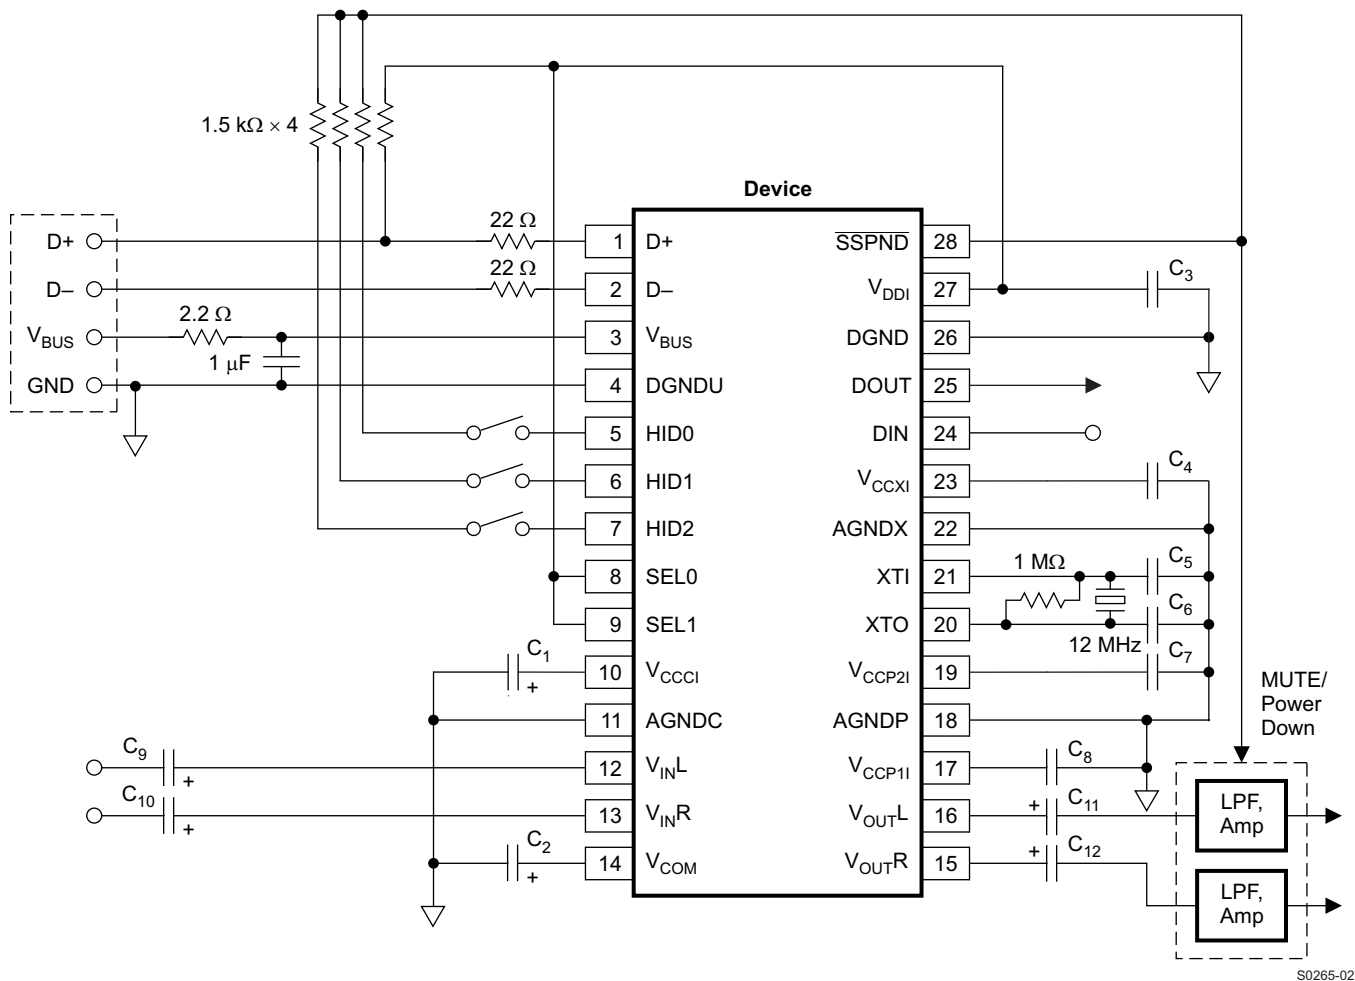 1.5 kΩ × 4
Device
D+
22 Ω
1 D+
SSPND 28
D–
22 Ω
2 D–
VDDI 27
C3
VBUS
2.2 Ω
1 μF
3 VBUS
DGND 26
GND
4 DGNDU
DOUT 25
5 HID0
DIN 24
6 HID1
VCCXI 23
C4
7 HID2
AGNDX 22
8 SEL0
XTI 21
1 MΩ
C5
9 SEL1
XTO 20
12 MHz
C6
C1
+
10 VCCCI
VCCP2I 19
C7
11 AGNDC
AGNDP 18
MUTE/
Power
Down
C9
+
12 VINL
VCCP1I 17
C8
C10
+
13 VINR
VOUTL 16
+
C11
LPF,
Amp
C2
+
14 VCOM
VOUTR 15
+
C12
LPF,
Amp
S0265-02